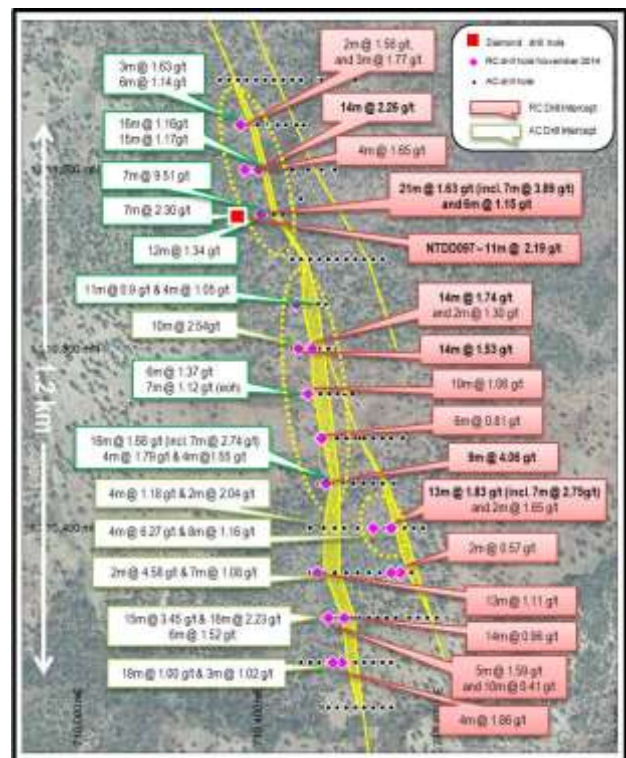 Diamond drill hole
RC drill hole November 2014
AC drill hole
RC Drill Intercept
AC Drill Intercept
2m @ 1.56 g/t,
and 3m @ 1.77 g/t
3m @ 1.63 g/t
6m @ 1.14 g/t
14m @ 2.26 g/t
16m @ 1.16g/t
15m @ 1.17g/t
4m @ 1.65 g/t
7m @ 9.51 g/t
21m @ 1.63 g/t (incl. 7m @ 3.89 g/t)
and 6m @ 1.15 g/t
7m @ 2.30 g/t
12m @ 1.34 g/t
NTDD097 – 11m @ 2.19 g/t
11m @ 0.9 g/t & 4m @ 1.05 g/t
14m @ 1.74 g/t
and 2m @ 1.30 g/t
10m @ 2.54g/t
14m @ 1.53 g/t
6m @ 1.37 g/t
7m @ 1.12 g/t (eoh)
10m @ 1.08 g/t
6m @ 0.81 g/t
1.2 km
16m @ 1.56 g/t (incl. 7m @ 2.74 g/t)
4m @ 1.79 g/t & 4m @ 1.55 g/t
9m @ 4.06 g/t
4m @ 1.18 g/t & 2m @ 2.04 g/t
13m @ 1.83 g/t (incl. 7m @ 2.75g/t)
and 2m @ 1.65 g/t
4m @ 6.27 g/t & 8m @ 1.16 g/t
2m @ 0.57 g/t
2m @ 4.58 g/t & 7m @ 1.00 g/t
13m @ 1.11 g/t
15m @ 3.45 g/t & 16m @ 2.23 g/t
6m @ 1.52 g/t
14m @ 0.96 g/t
5m @ 1.59 g/t
and 10m @ 0.41 g/t
18m @ 1.00 g/t & 3m @ 1.02 g/t
4m @ 1.86 g/t